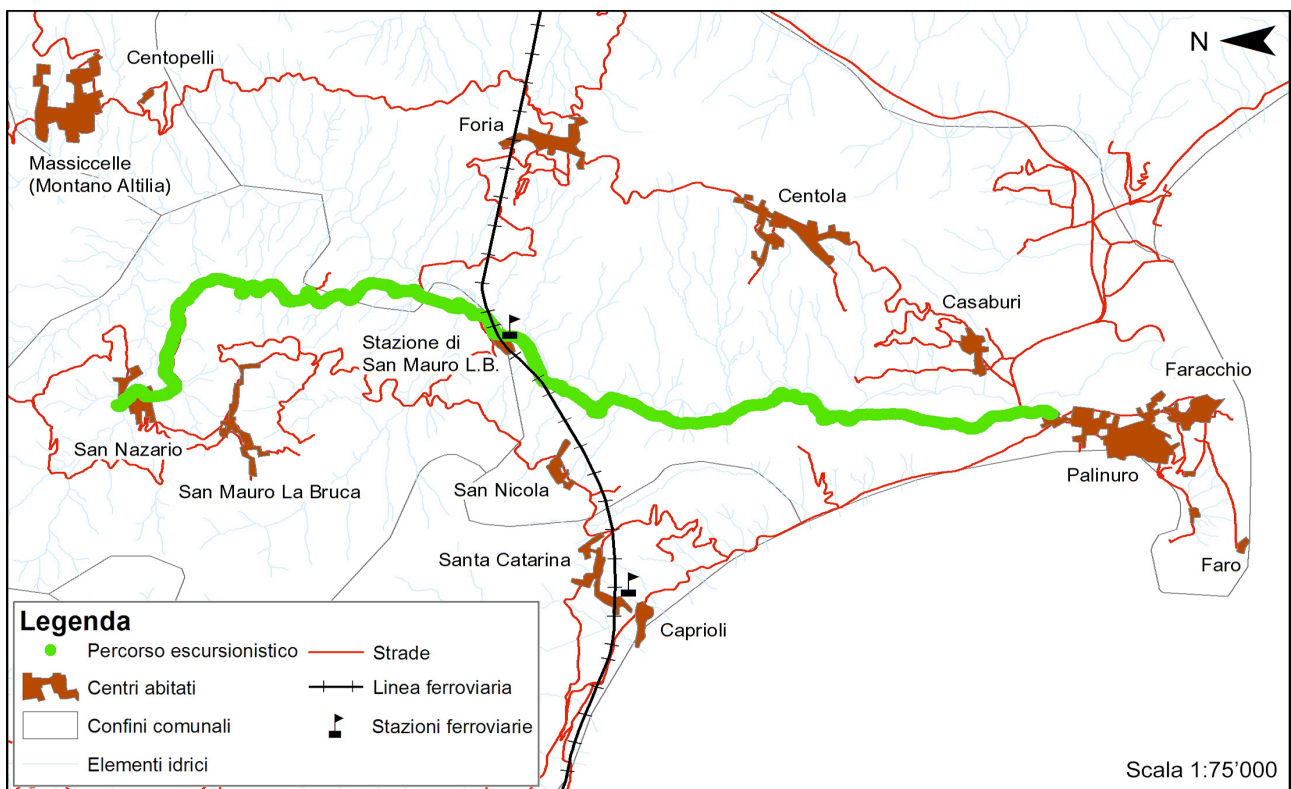 N
Centopelli
Massiccelle
(Montano Altilia)
Foria
Centola
Casaburi
Stazione di
San Mauro L.B.
Faracchio
San Nazario
San Mauro La Bruca
San Nicola
Palinuro
Santa Catarina
Faro
Caprioli
Legenda
Percorso escursionistico
Strade
Centri abitati
Linea ferroviaria
Confini comunali
Stazioni ferroviarie
Elementi idrici
Scala 1:75'000